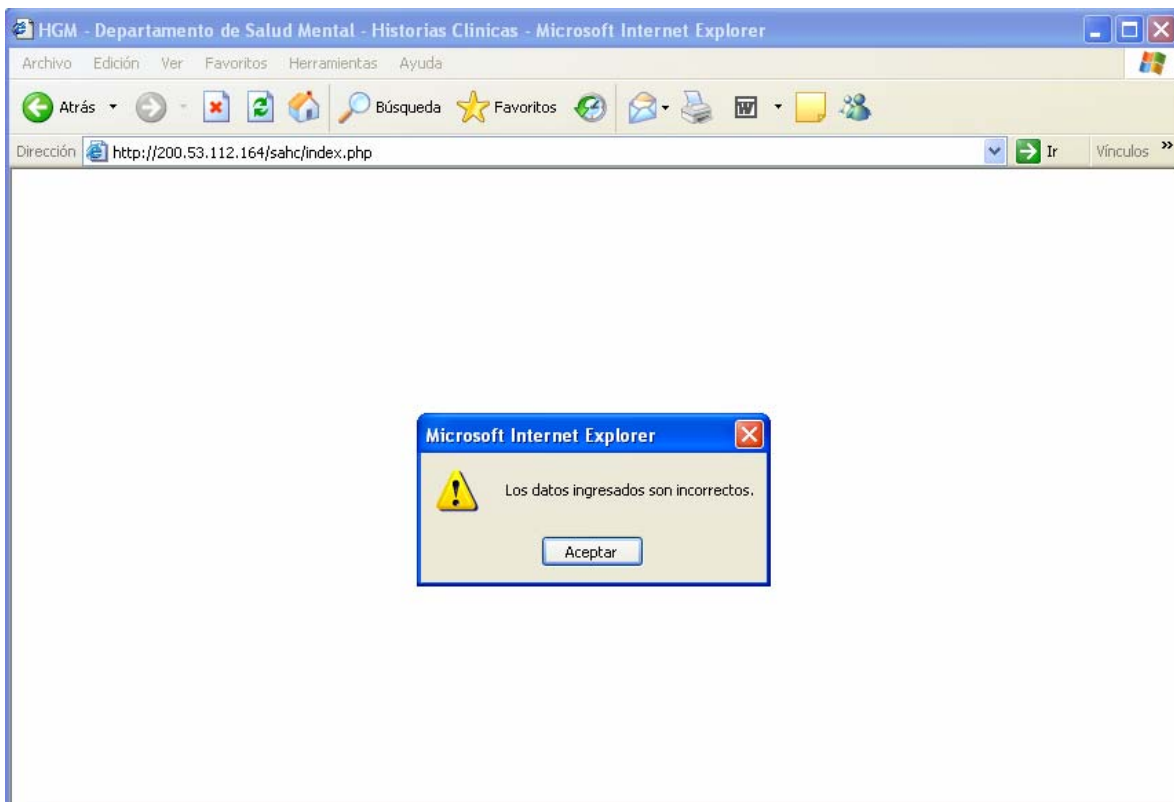 HGM - Departamento de Salud Mental - Historias Clinicas - Microsoft Internet Explorer
Archivo Edición Ver Favoritos Herramientas Ayuda
Atrás Búsqueda Favoritos
Dirección http://200.53.112.164/sahc/index.php Ir Vínculos »
Microsoft Internet Explorer
Los datos ingresados son incorrectos.
Aceptar